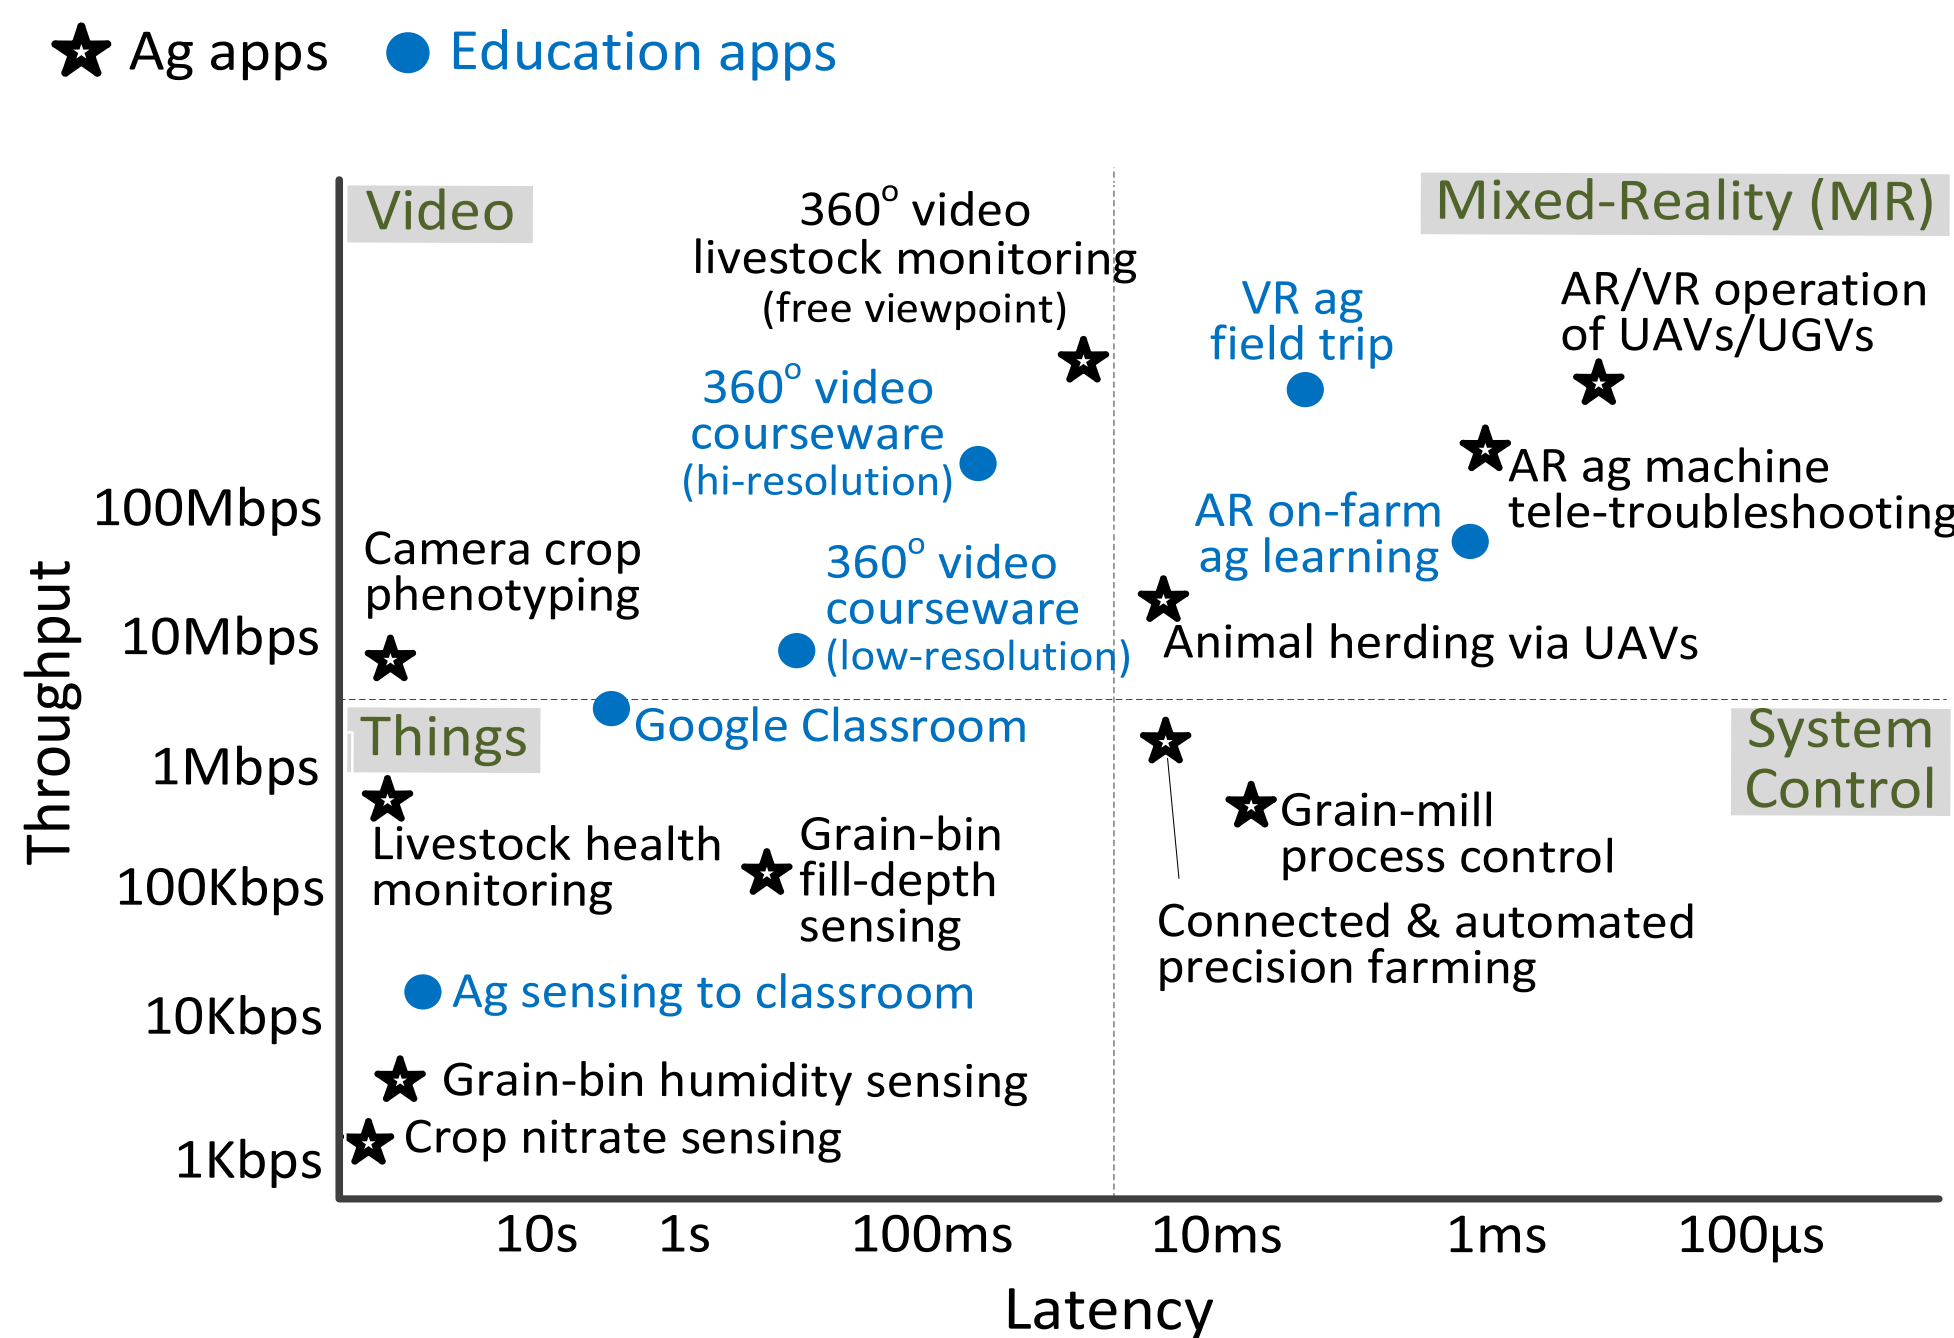 Ag apps
Education apps
Video
360° video
livestock monitoring
(free viewpoint)
Mixed-Reality (MR)
VR ag
field trip
AR/VR operation
of UAVs/UGVs
360° video
courseware
(hi-resolution)
AR ag machine
tele-troubleshooting
AR on-farm
ag learning
Camera crop
phenotyping
360° video
courseware
(low-resolution)
Animal herding via UAVs
Things
Google Classroom
System
Control
Livestock health
monitoring
Grain-bin
fill-depth
sensing
Grain-mill
process control
Connected & automated
precision farming
Ag sensing to classroom
Grain-bin humidity sensing
Crop nitrate sensing
Throughput
100Mbps
10Mbps
1Mbps
100Kbps
10Kbps
1Kbps
10s
1s
100ms
10ms
1ms
100µs
Latency